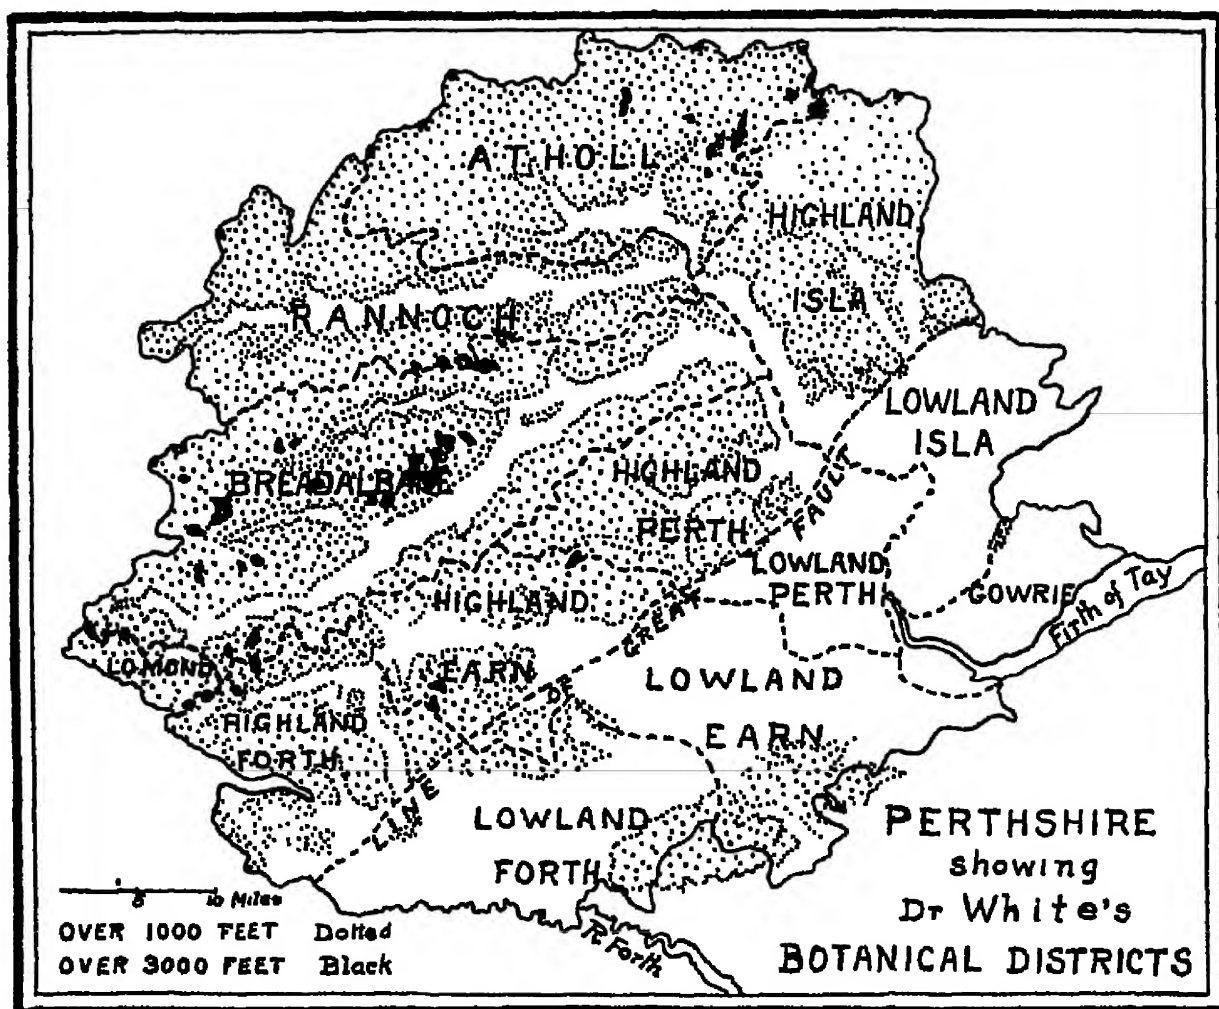 ATHOLL
HIGHLAND
ISLA
RANNOCH
LOWLAND
ISLA
BREADALBANE
HIGHLAND
PERTH
LOWLAND
PERTH
GOWRIE
Firth of Tay
HIGHLAND
EARN
LOMOND
LOWLAND
EARN
HIGHLAND
FORTH
LOWLAND
FORTH
LINE OF GREAT FAULT
R Forth
PERTHSHIRE
showing
Dr White's
BOTANICAL DISTRICTS
5 10 Miles
OVER 1000 FEET Dotted
OVER 3000 FEET Black